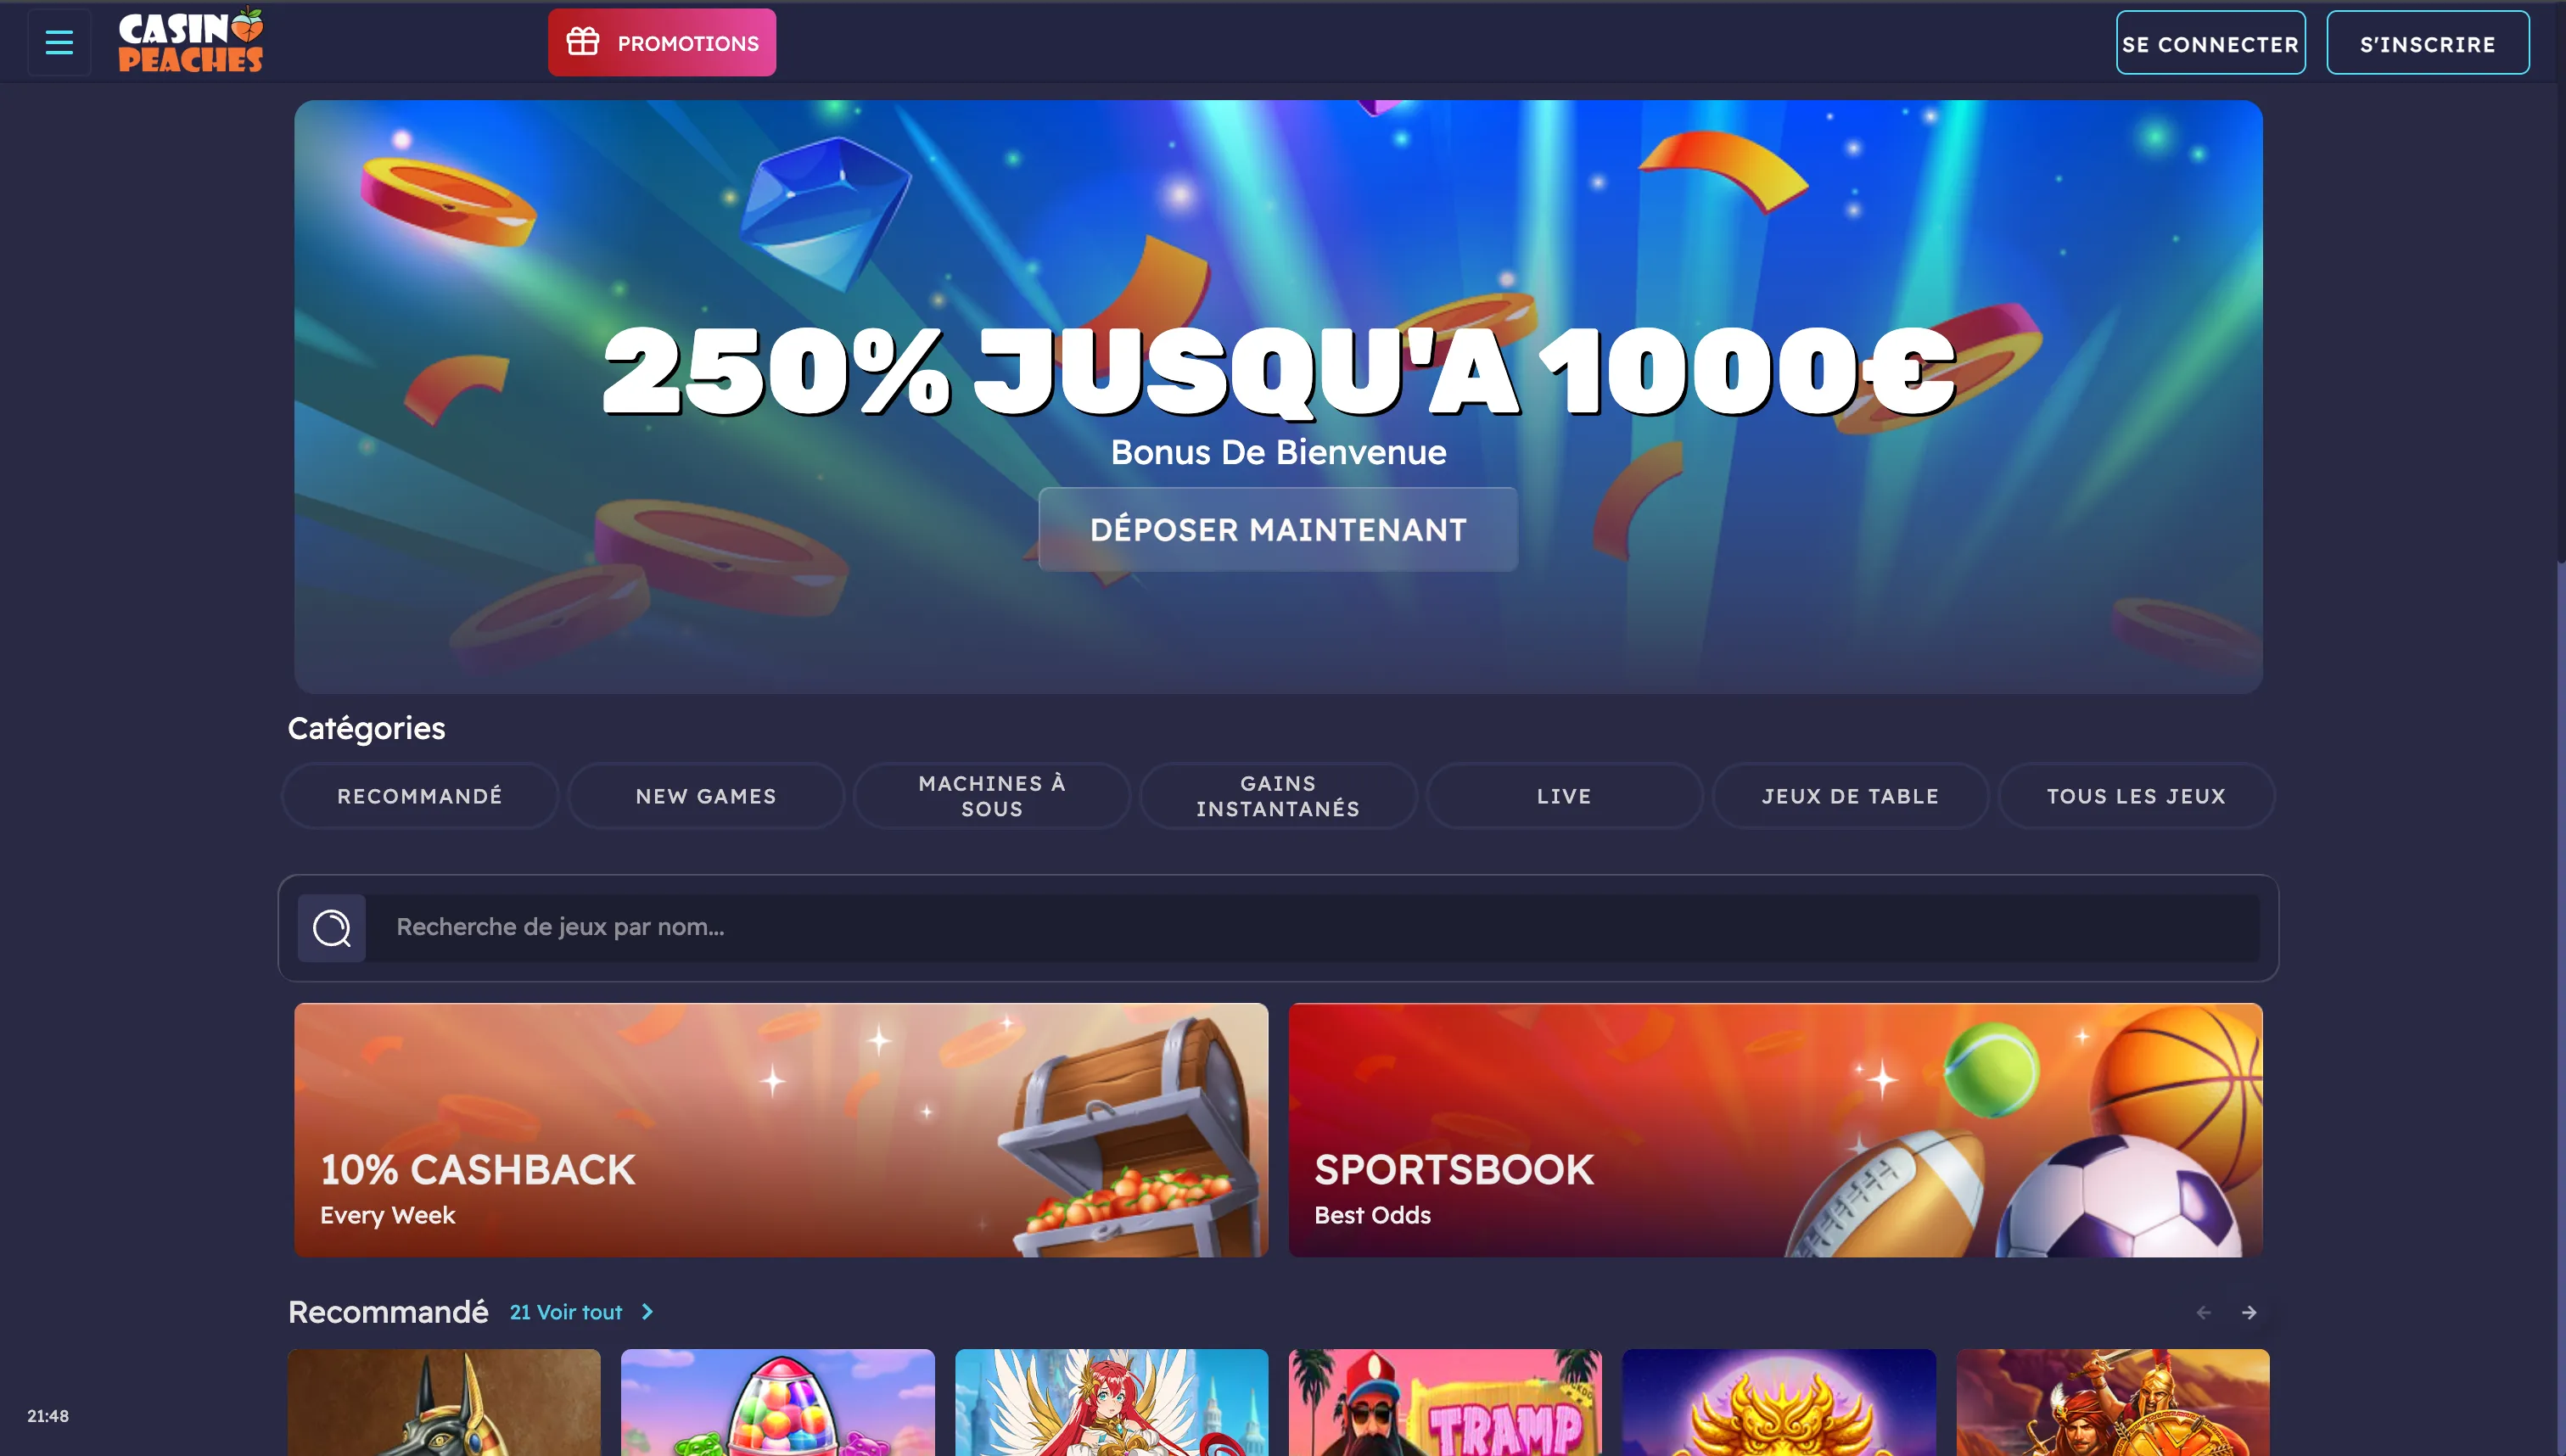 CASINO
PEACHES
PROMOTIONS
SE CONNECTER
S'INSCRIRE
250% JUSQU'A 1000€
Bonus De Bienvenue
DÉPOSER MAINTENANT
Catégories
RECOMMANDÉ
NEW GAMES
MACHINES À
SOUS
GAINS
INSTANTANÉS
LIVE
JEUX DE TABLE
TOUS LES JEUX
Recherche de jeux par nom...
10% CASHBACK
Every Week
SPORTSBOOK
Best Odds
Recommandé
21 Voir tout
TRAMP
21:48